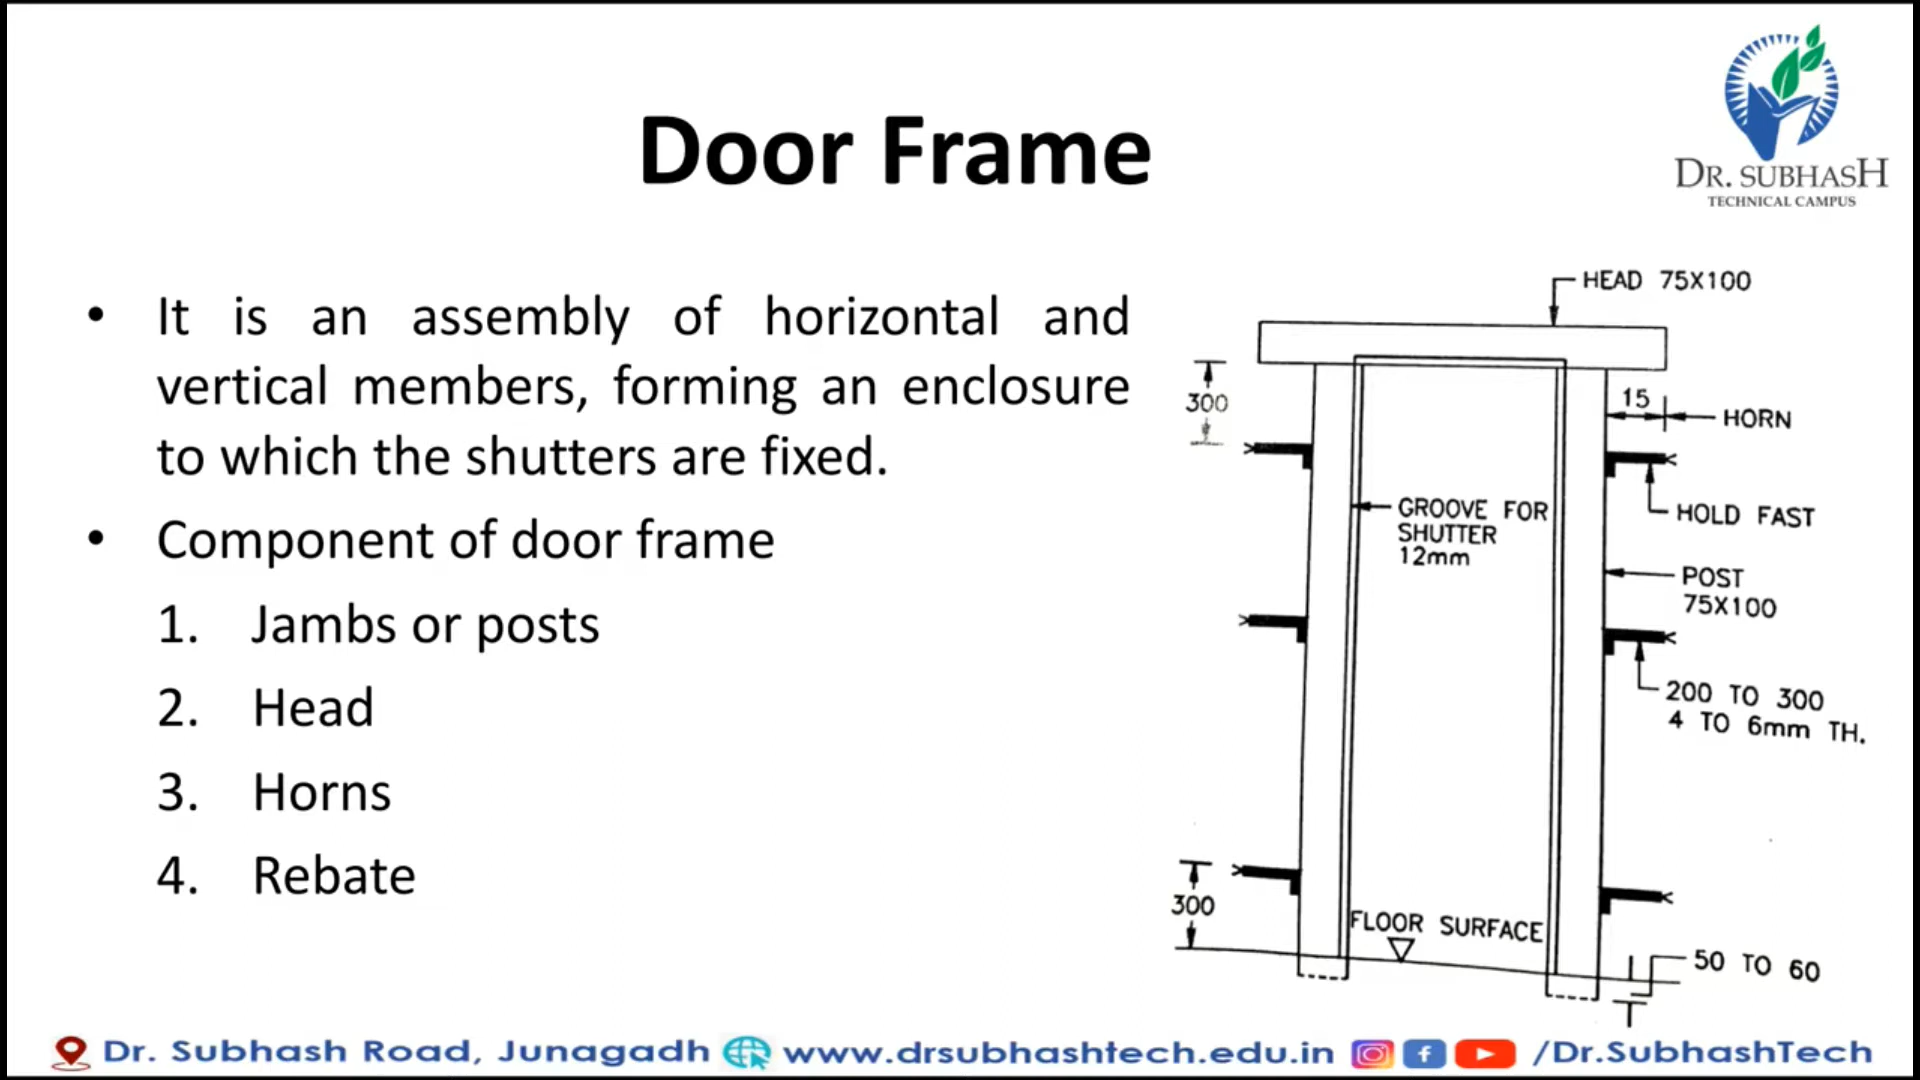 DR. SUBHASH
TECHNICAL CAMPUS
Door Frame
• It is an assembly of horizontal and
vertical members, forming an enclosure
to which the shutters are fixed.
• Component of door frame
1. Jambs or posts
2. Head
3. Horns
4. Rebate
HEAD 75X100
300
15
HORN
GROOVE FOR
SHUTTER
12mm
HOLD FAST
POST
75X100
200 TO 300
4 TO 6mm TH.
300
FLOOR SURFACE
50 TO 60
Dr. Subhash Road, Junagadh www.drsubhashtech.edu.in /Dr.SubhashTech